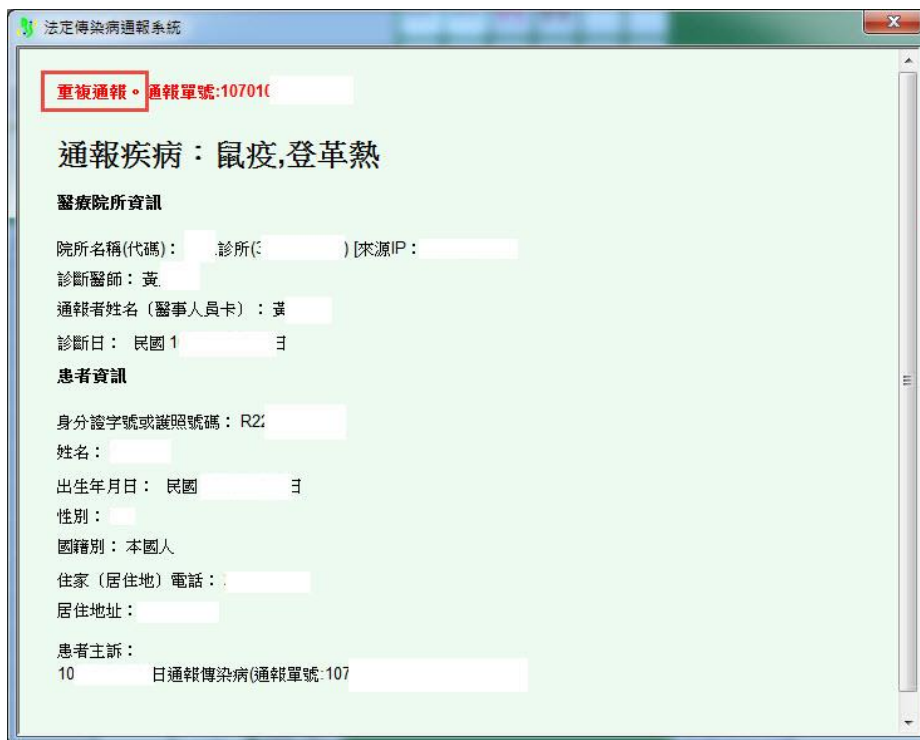 法定傳染病通報系統
重複通報。通報單號:107010
通報疾病：鼠疫,登革熱
醫療院所資訊
院所名稱(代碼)： 診所(3 ) [來源IP：
診斷醫師：黃
通報者姓名（醫事人員卡）：黃
診斷日： 民國 1 日
患者資訊
身分證字號或護照號碼：R22
姓名：
出生年月日： 民國 日
性別：
國籍別：本國人
住家（居住地）電話：
居住地址：
患者主訴：
10 日通報傳染病(通報單號:107